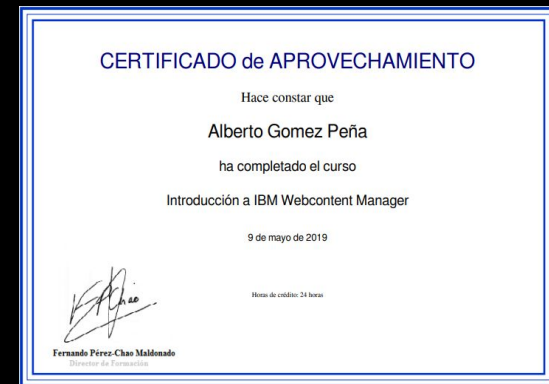 CERTIFICADO de APROVECHAMIENTO
Hace constar que
Alberto Gomez Peña
ha completado el curso
Introducción a IBM Webcontent Manager
9 de mayo de 2019
Horas de crédito: 24 horas
Fernando Pérez-Chao Maldonado
Director de Formación